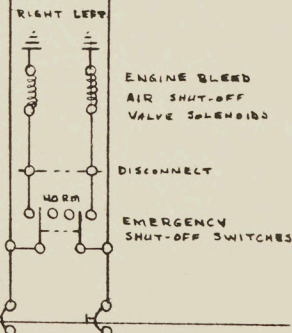 RIGHT LEFT
ENGINE BLEED
AIR SHUT-OFF
VALVE SOLENOIDS
DISCONNECT
NORM
EMERGENCY
SHUT-OFF SWITCHES